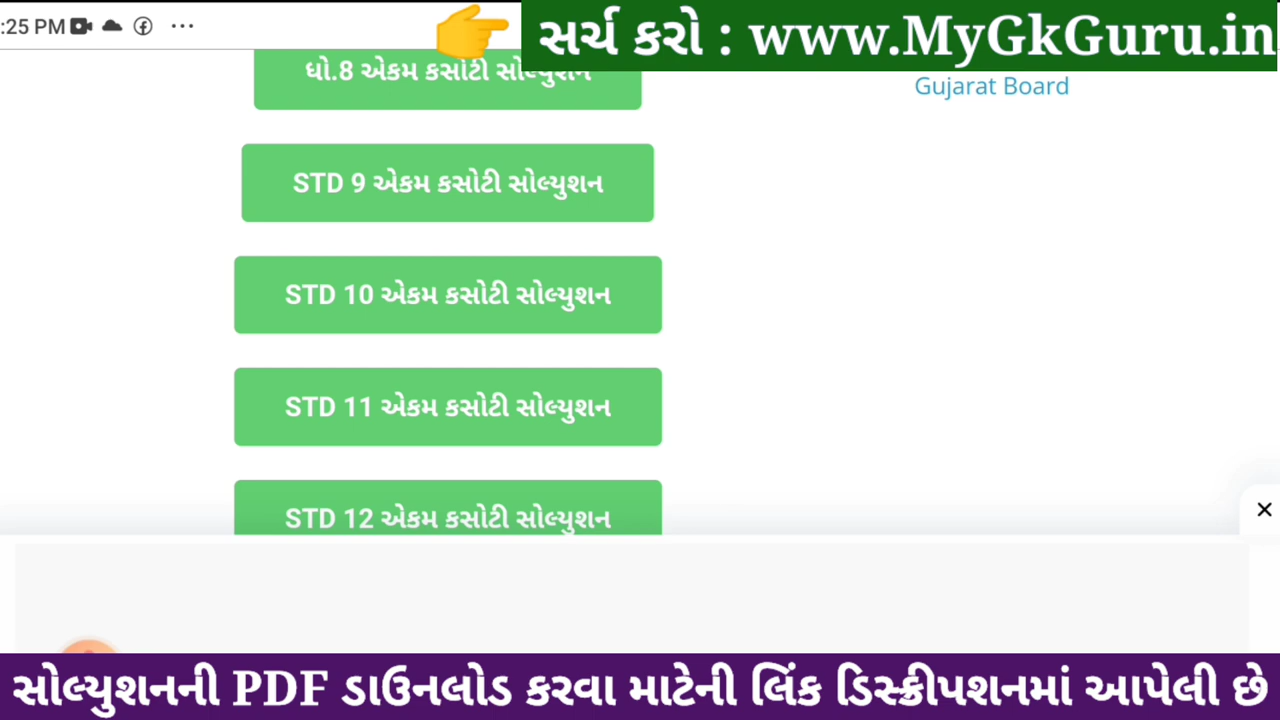 :25 PM
સર્ચ કરો : www.MyGkGuru.in
Gujarat Board
ધો.8 એકમ કસોટી સોલ્યુશન
STD 9 એકમ કસોટી સોલ્યુશન
STD 10 એકમ કસોટી સોલ્યુશન
STD 11 એકમ કસોટી સોલ્યુશન
STD 12 એકમ કસોટી સોલ્યુશન
સોલ્યુશનની PDF ડાઉનલોડ કરવા માટેની લિંક ડિસ્ક્રીપશનમાં આપેલી છે